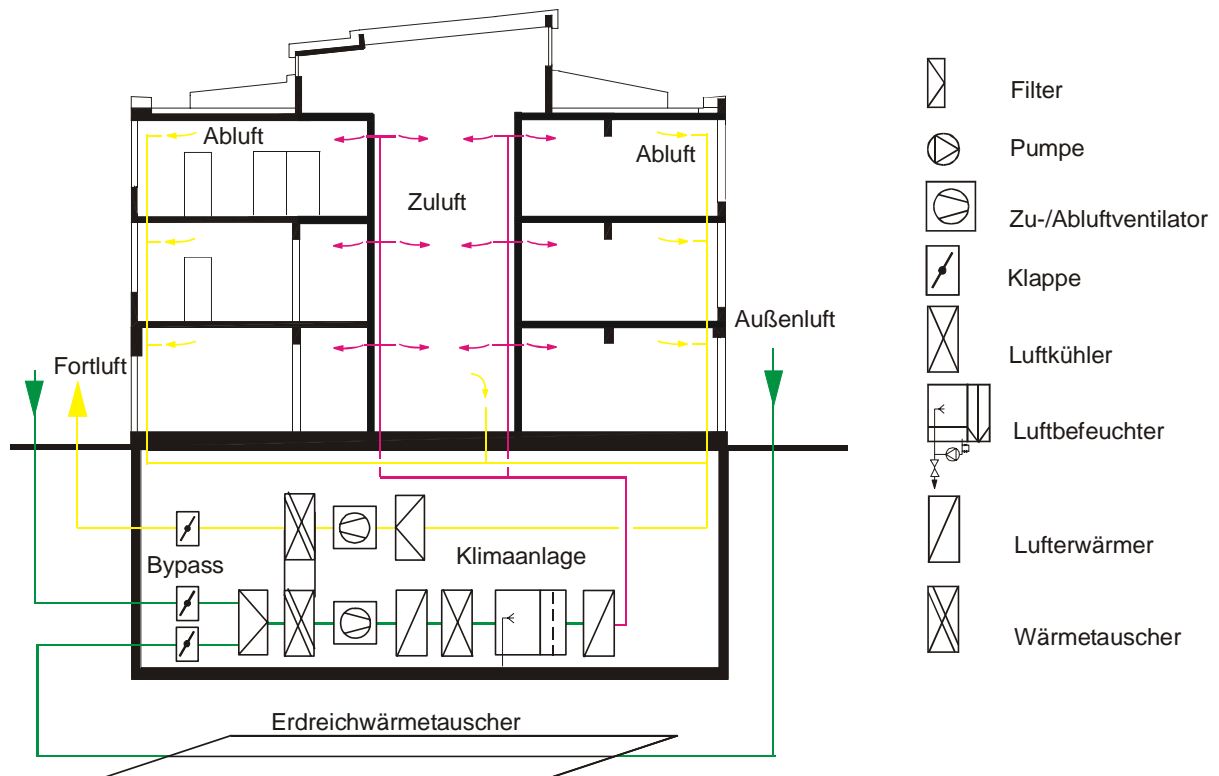 Abluft
Abluft
Zuluft
Außenluft
Fortluft
Bypass
Klimaanlage
Erdreichwärmetauscher
Filter
Pumpe
Zu-/Abluftventilator
Klappe
Luftkühler
Luftbefeuchter
Lufterwärmer
Wärmetauscher